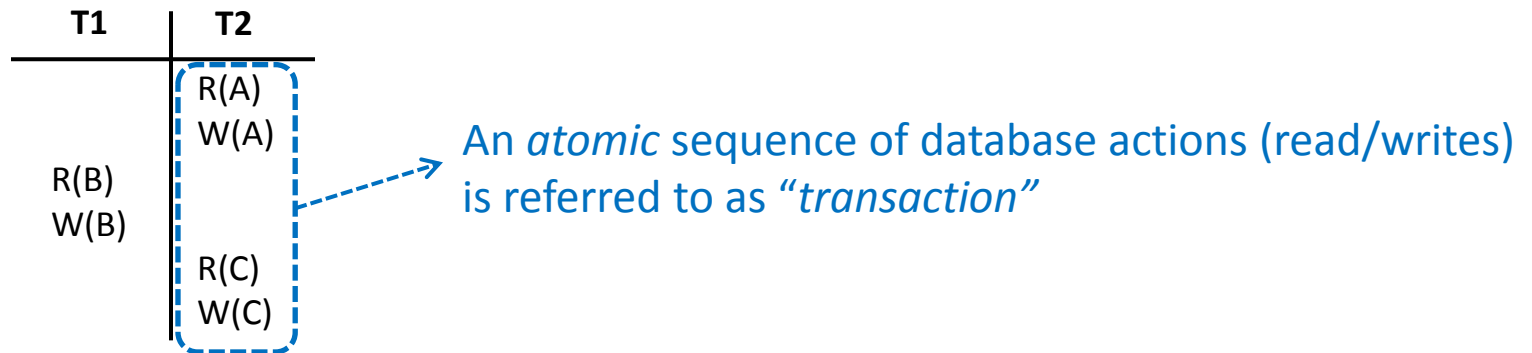 T1 T2
R(A)
W(A)
R(B)
W(B)
R(C)
W(C)
An atomic sequence of database actions (read/writes)
is referred to as “transaction”